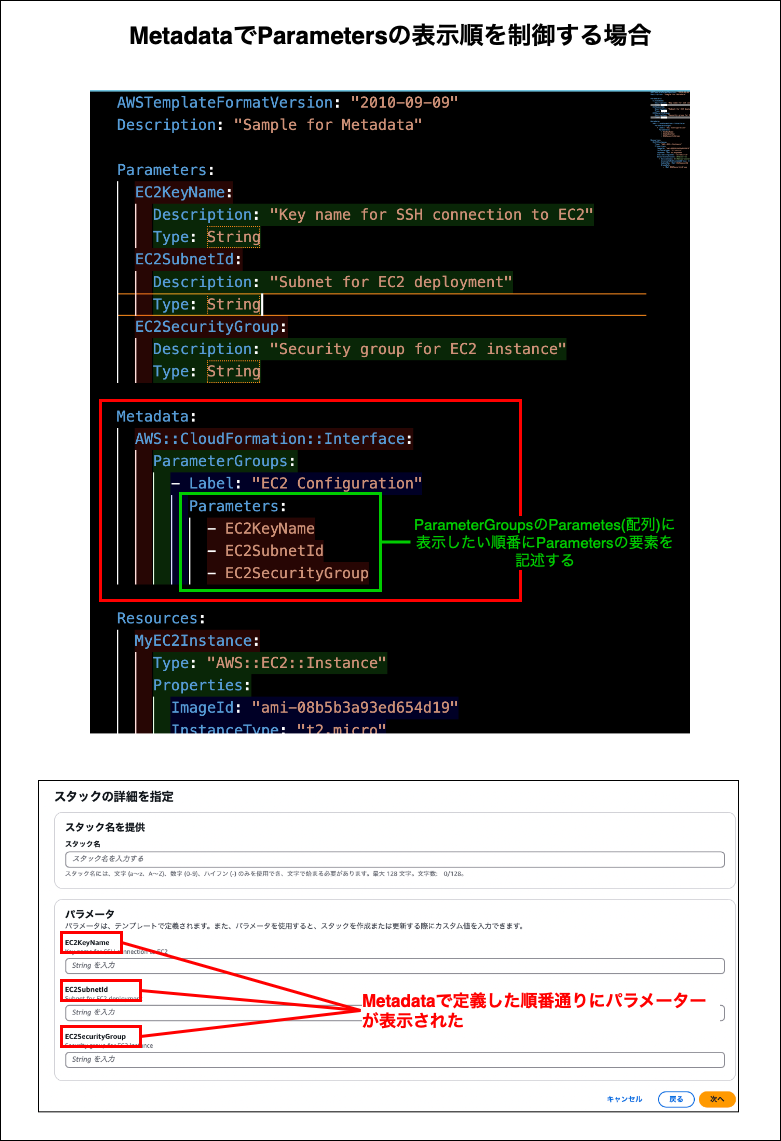 MetadataでParametersの表示順を制御する場合
AWSTemplateFormatVersion: "2010-09-09"
Description: "Sample for Metadata"
Parameters:
EC2KeyName:
Description: "Key name for SSH connection to EC2"
Type: String
EC2SubnetId:
Description: "Subnet for EC2 deployment"
Type: String
EC2SecurityGroup:
Description: "Security group for EC2 instance"
Type: String
Metadata:
AWS::CloudFormation::Interface:
ParameterGroups:
- Label: "EC2 Configuration"
Parameters:
- EC2KeyName
- EC2SubnetId
- EC2SecurityGroup
ParameterGroupsのParametes(配列)に
表示したい順番にParametersの要素を
記述する
Resources:
MyEC2Instance:
Type: "AWS::EC2::Instance"
Properties:
ImageId: "ami-08b5b3a93ed654d19"
InstanceType: "t2.micro"
スタックの詳細を指定
スタック名を提供
スタック名
スタック名を入力する
スタック名には、文字 (a～z、A～Z)、数字 (0-9)、ハイフン (-) のみを使用でき、文字で始まる必要があります。最大 128 文字。文字数: 0/128。
パラメータ
パラメータは、テンプレートで定義されます。また、パラメータを使用すると、スタックを作成または更新する際にカスタム値を入力できます。
EC2KeyName
Key name for SSH connection to EC2
String を入力
EC2SubnetId
Subnet for EC2 deployment
String を入力
EC2SecurityGroup
Security group for EC2 instance
String を入力
Metadataで定義した順番通りにパラメーター
が表示された
キャンセル
戻る
次へ